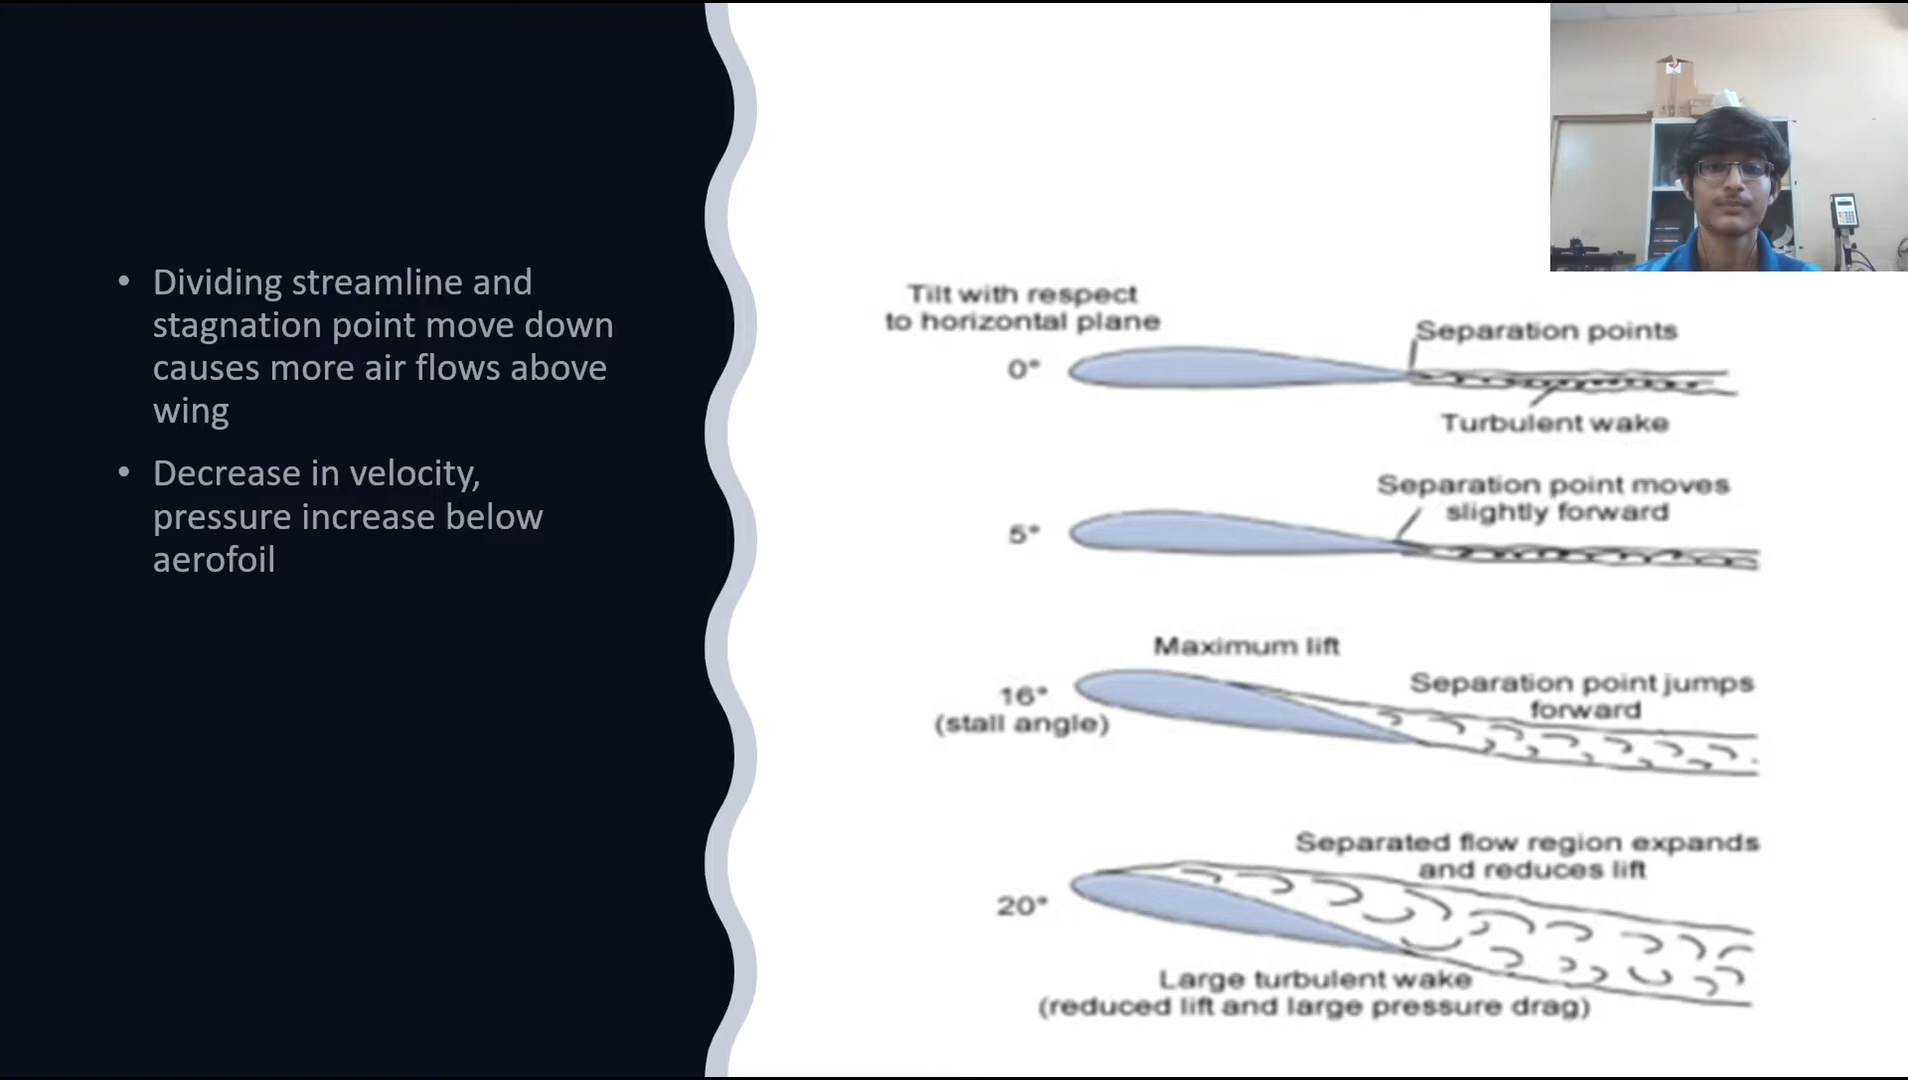 • Dividing streamline and
stagnation point move down
causes more air flows above
wing
• Decrease in velocity,
pressure increase below
aerofoil
Tilt with respect
to horizontal plane
0°
Separation points
Turbulent wake
Separation point moves
slightly forward
5°
Maximum lift
16°
(stall angle)
Separation point jumps
forward
Separated flow region expands
and reduces lift
20°
Large turbulent wake
(reduced lift and large pressure drag)